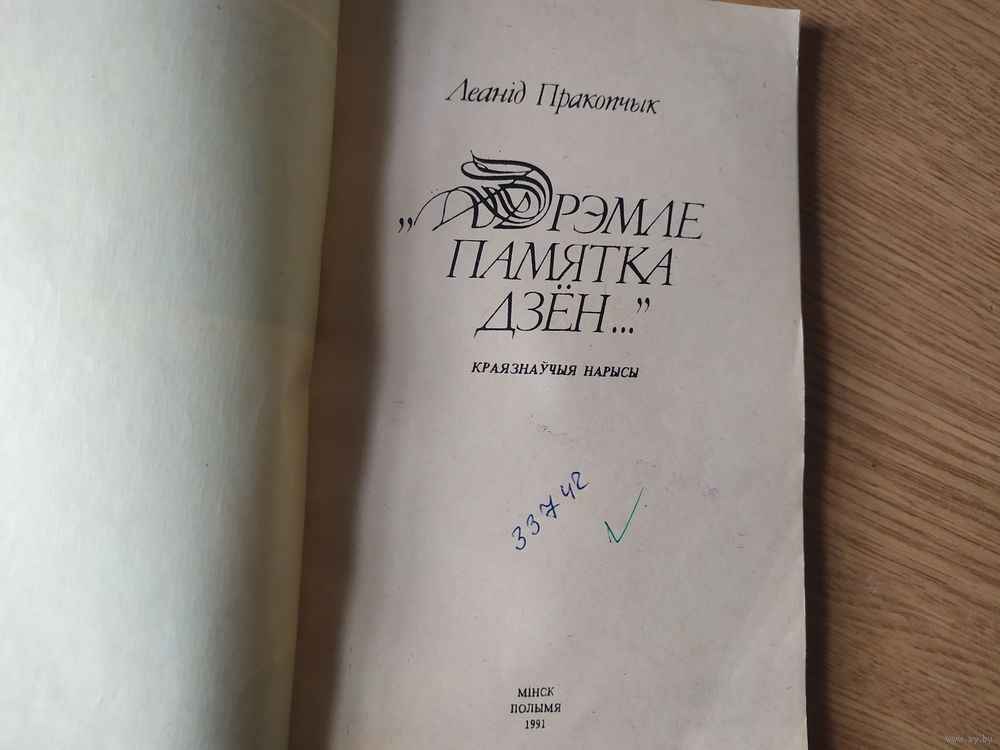 Леанід Пракопчык
„ДРЭМЛЕ
ПАМЯТКА
ДЗЁН...”
КРАЯЗНАЎЧЫЯ НАРЫСЫ
33742
МІНСК
ПОЛЫМЯ
1991
www.ay.by